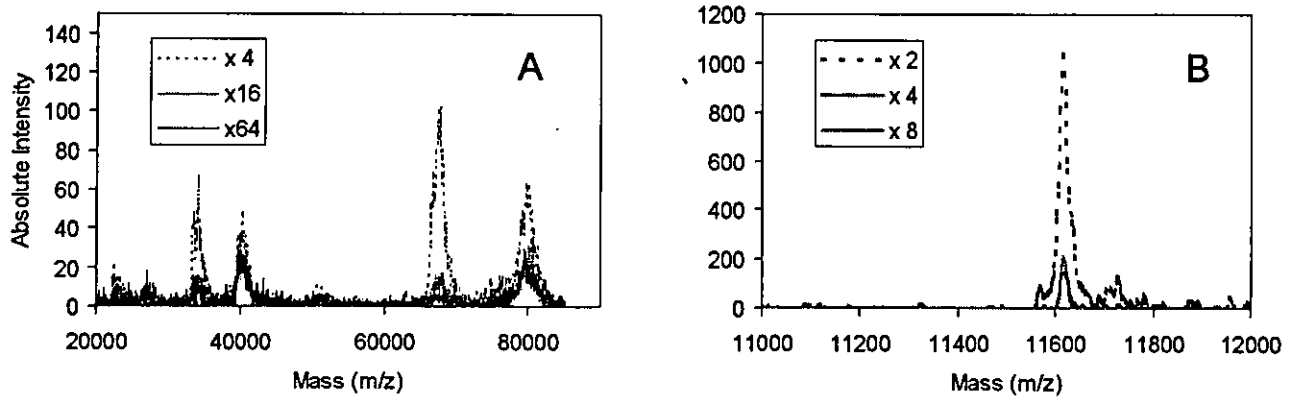 A
Absolute Intensity
140
120
100
80
60
40
20
0
x 4
x16
x64
20000 40000 60000 80000
Mass (m/z)
B
1200
1000
800
600
400
200
0
x 2
x 4
x 8
11000 11200 11400 11600 11800 12000
Mass (m/z)